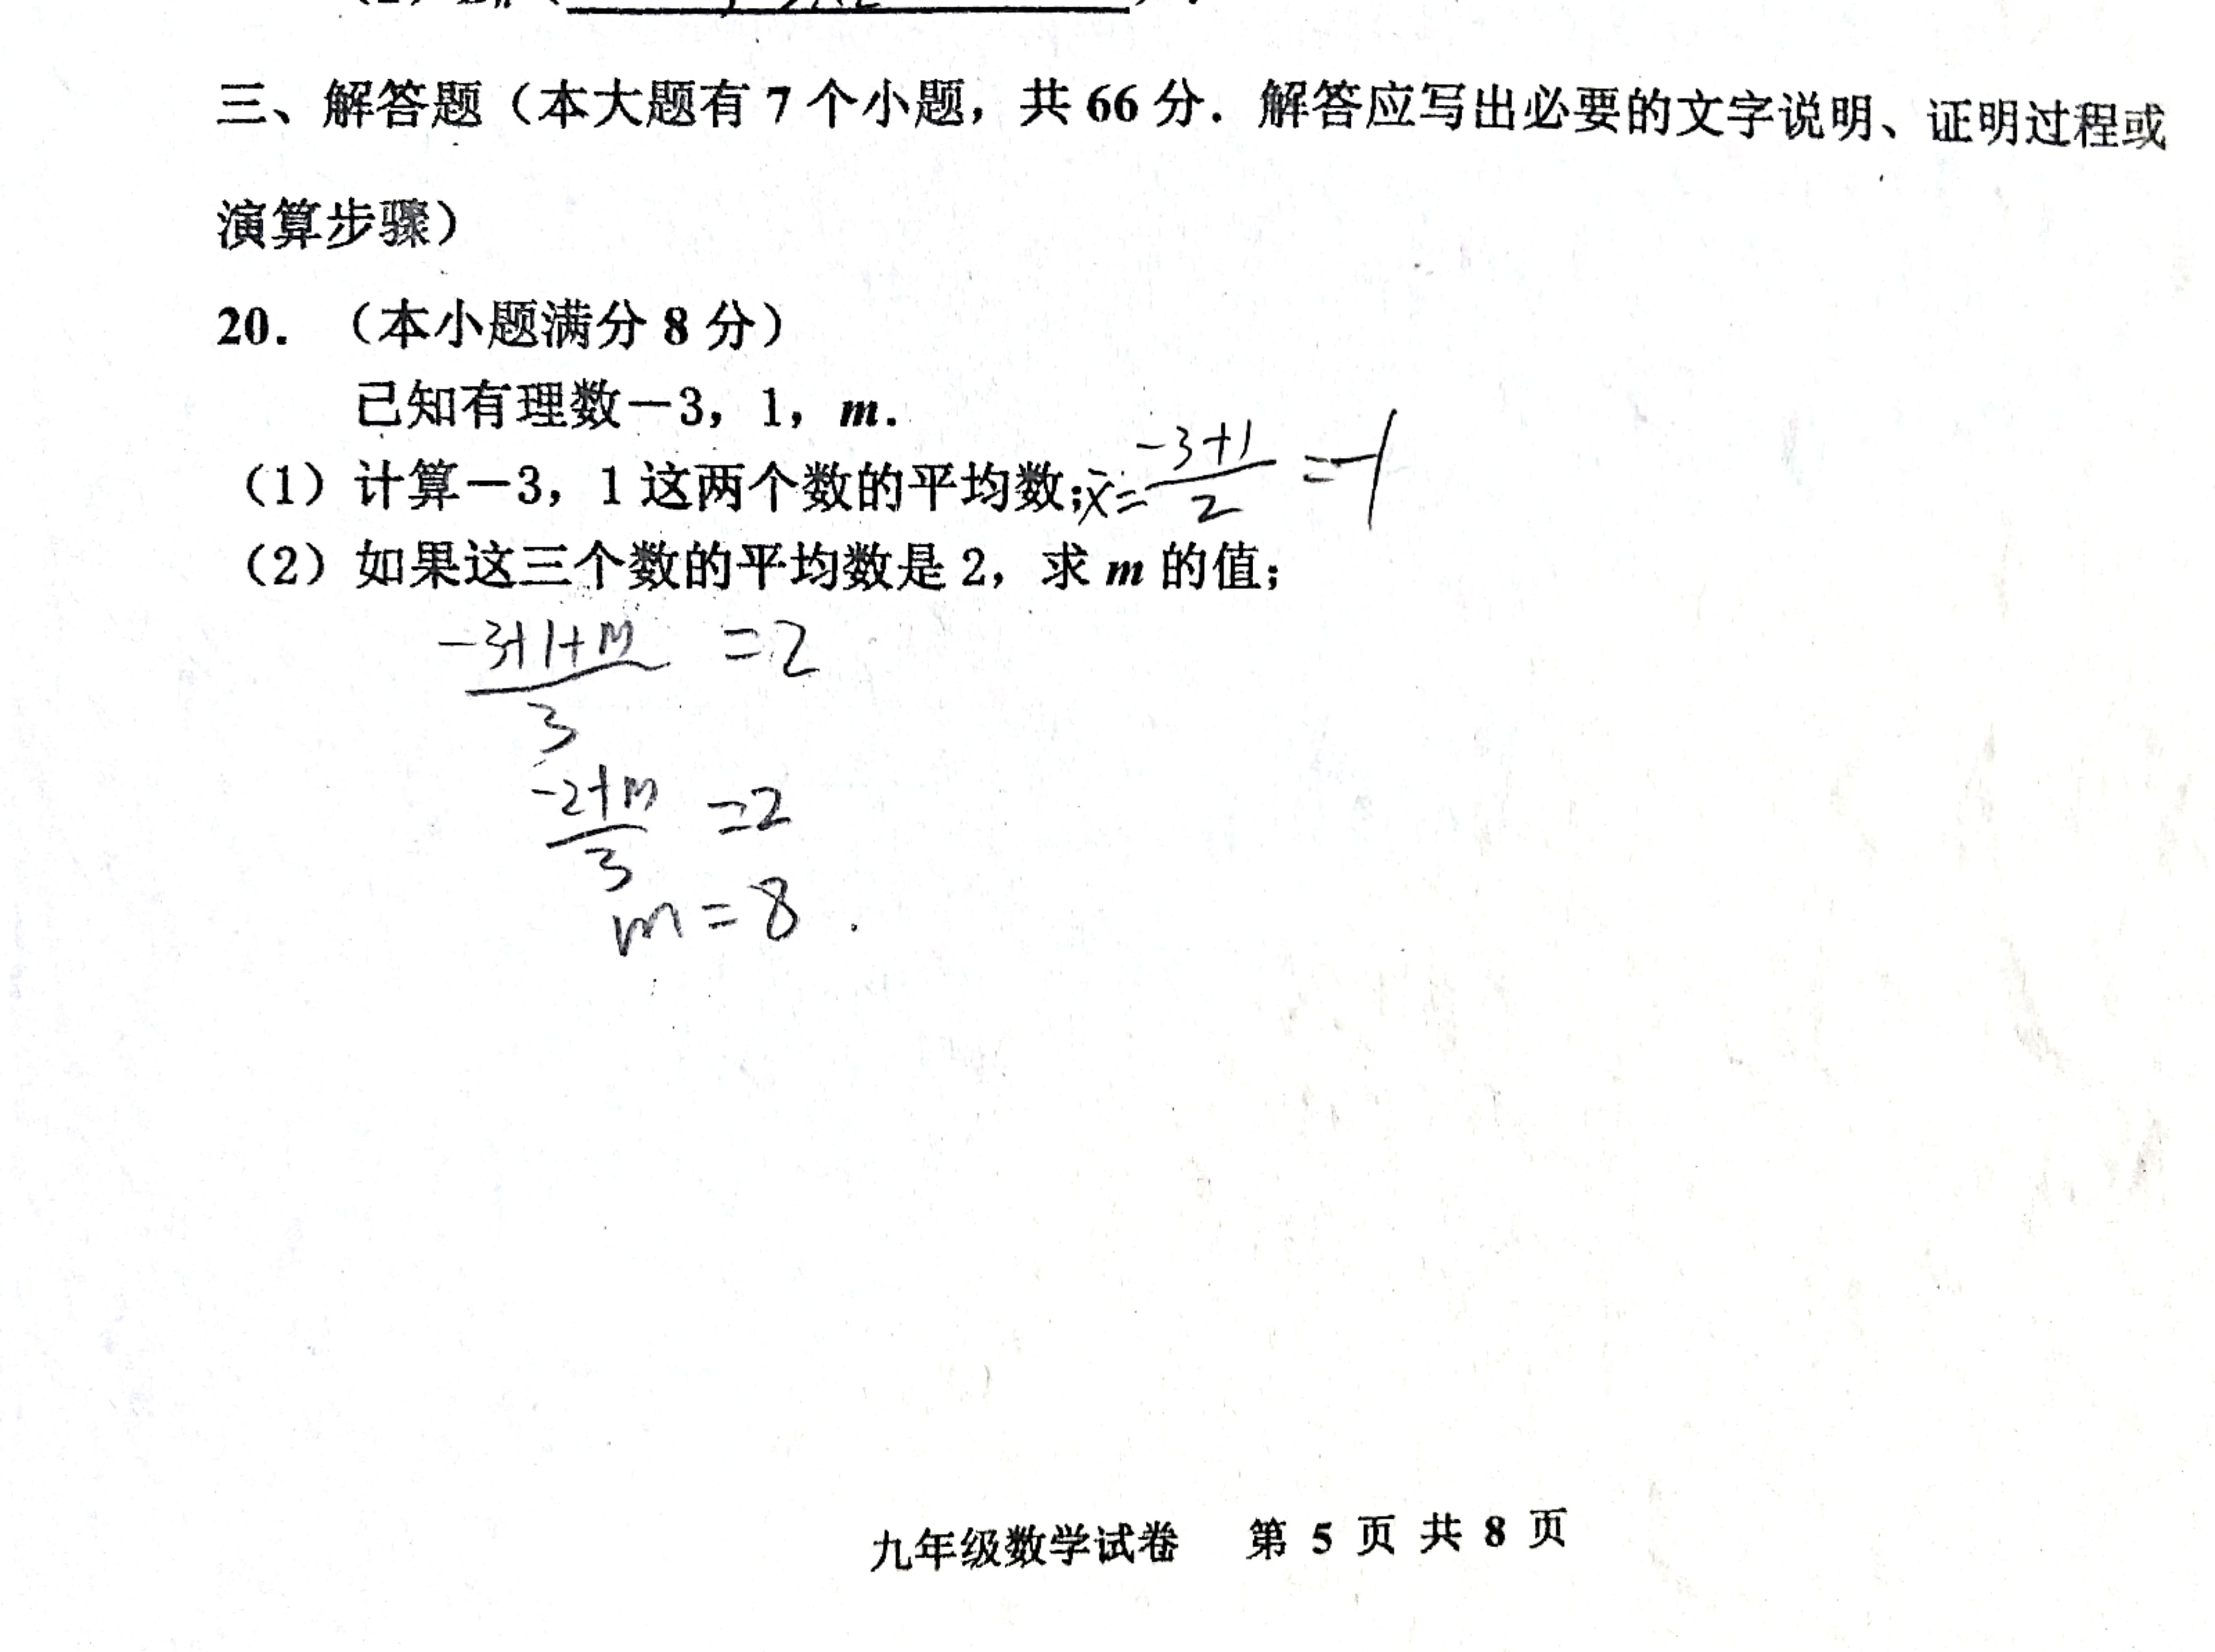 三、解答题（本大题有 7 个小题，共 66 分．解答应写出必要的文字说明、证明过程或
演算步骤）
20．（本小题满分 8 分）
已知有理数－3，1，m．
（1）计算－3，1 这两个数的平均数；x̄ = (-3+1)/2 = -1
（2）如果这三个数的平均数是 2，求 m 的值；
(-3+1+m)/3 = 2
(-2+m)/3 = 2
m = 8 .
九年级数学试卷 第 5 页 共 8 页